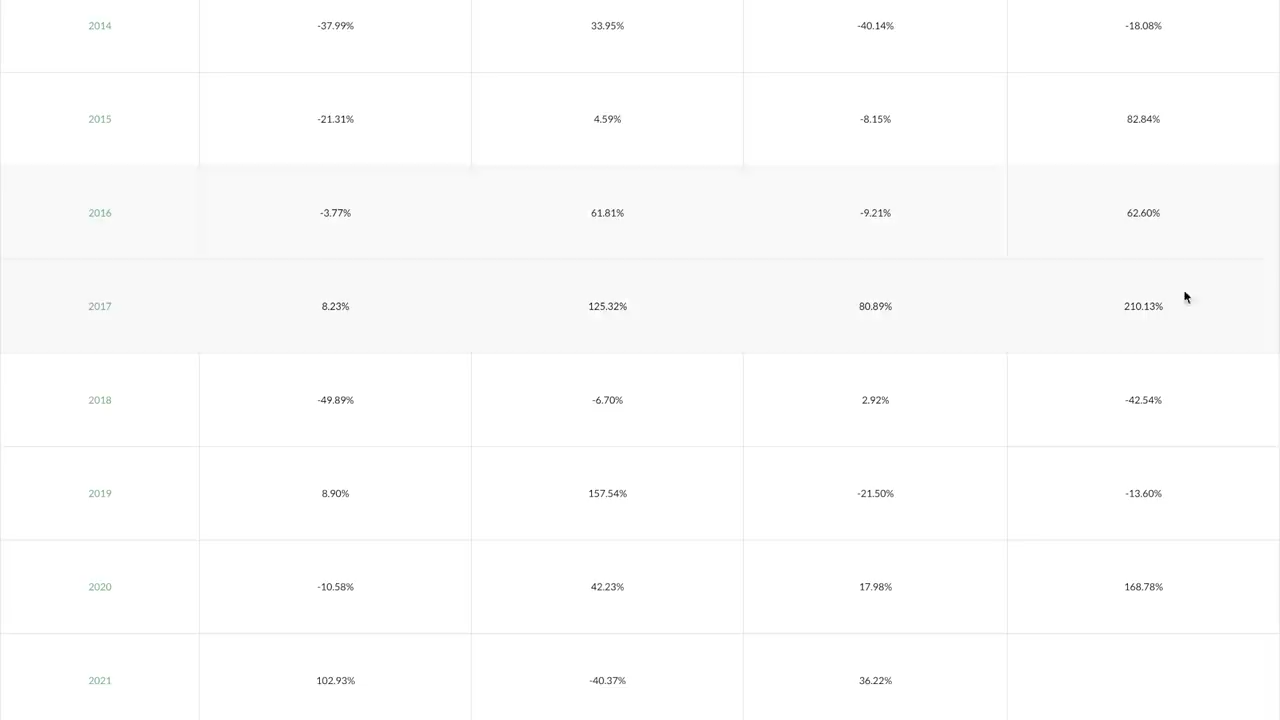 2014 -37.99% 33.95% -40.14% -18.08%
2015 -21.31% 4.59% -8.15% 82.84%
2016 -3.77% 61.81% -9.21% 62.60%
2017 8.23% 125.32% 80.89% 210.13%
2018 -49.89% -6.70% 2.92% -42.54%
2019 8.90% 157.54% -21.50% -13.60%
2020 -10.58% 42.23% 17.98% 168.78%
2021 102.93% -40.37% 36.22%